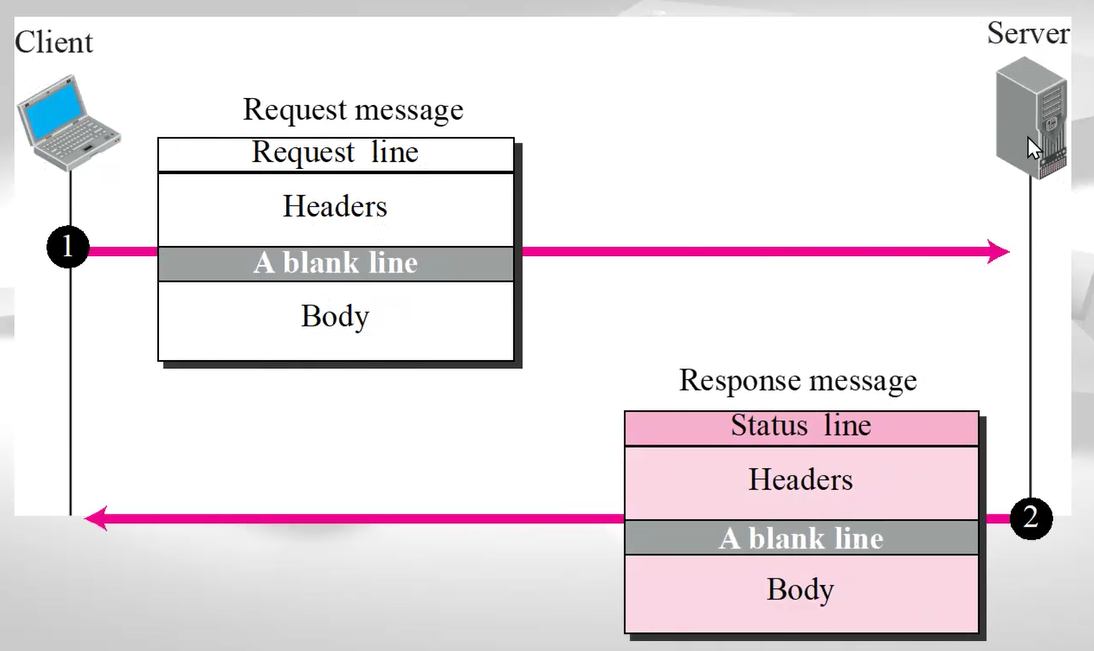 Client
Server
Request message
Request line
Headers
1
A blank line
Body
Response message
Status line
Headers
2
A blank line
Body